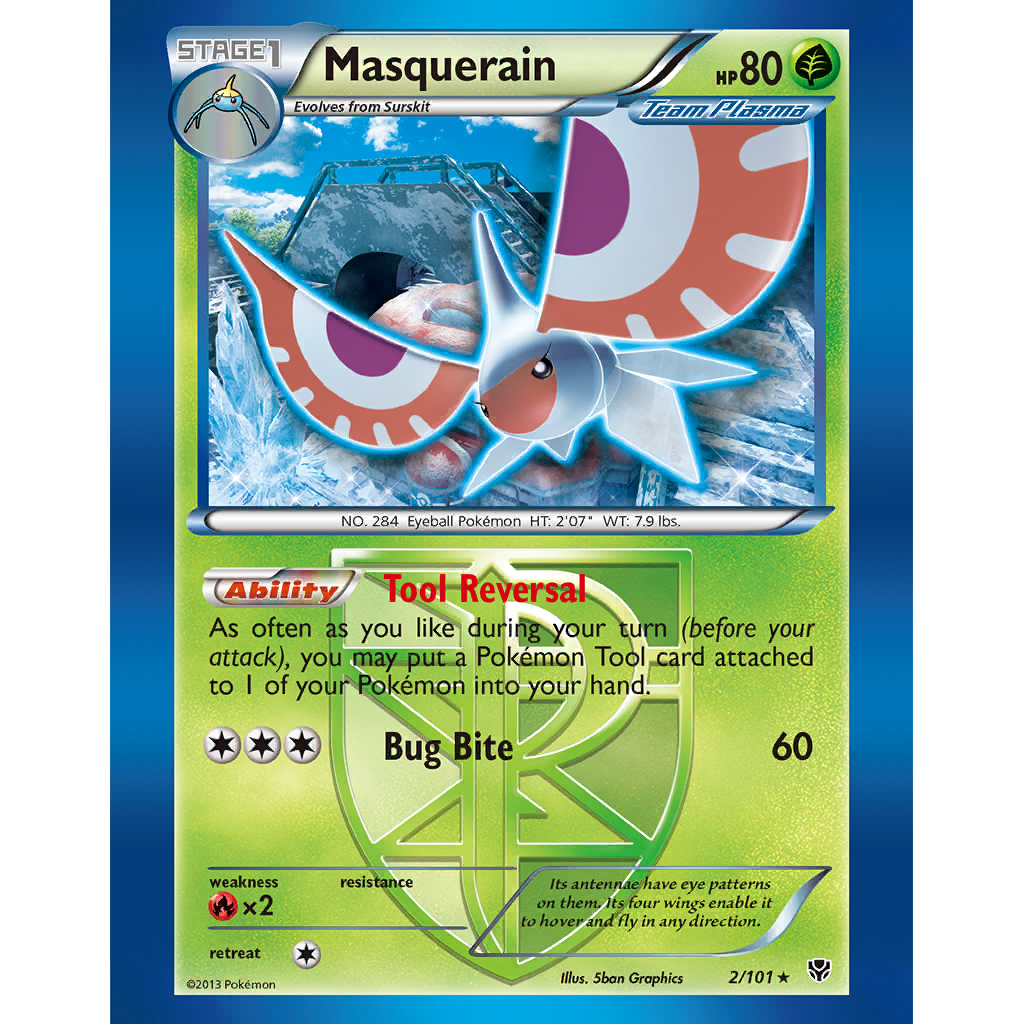 STAGE1
Masquerain
HP 80
Evolves from Surskit
Team Plasma
NO. 284 Eyeball Pokémon HT: 2'07" WT: 7.9 lbs.
Ability Tool Reversal
As often as you like during your turn (before your
attack), you may put a Pokémon Tool card attached
to 1 of your Pokémon into your hand.
Bug Bite 60
weakness resistance
×2
retreat
Its antennae have eye patterns
on them. Its four wings enable it
to hover and fly in any direction.
Illus. 5ban Graphics 2/101 ★
©2013 Pokémon